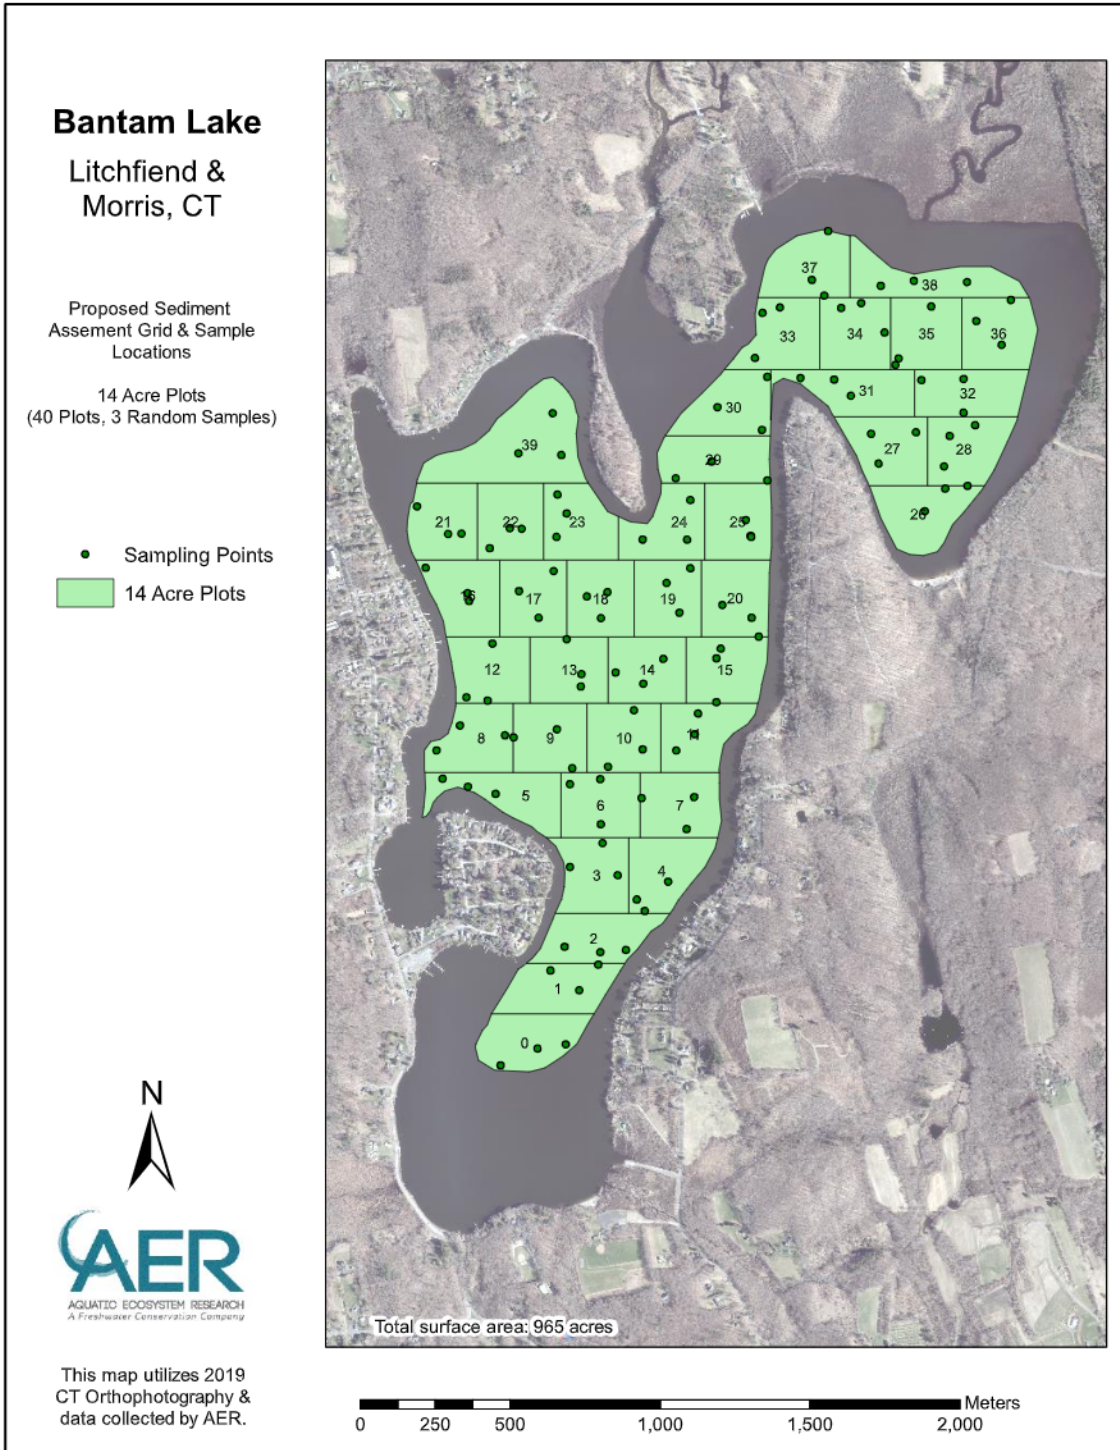 Bantam Lake
Litchfiend &
Morris, CT
Proposed Sediment
Assement Grid & Sample
Locations
14 Acre Plots
(40 Plots, 3 Random Samples)
Sampling Points
14 Acre Plots
N
AER
AQUATIC ECOSYSTEM RESEARCH
A Freshwater Conservation Company
This map utilizes 2019
CT Orthophotography &
data collected by AER.
37
38
33
34
35
36
31
32
30
27
28
29
39
26
21
22
23
24
25
16
17
18
19
20
12
13
14
15
8
9
10
11
5
6
7
3
4
2
1
0
Total surface area: 965 acres
Meters
0 250 500 1,000 1,500 2,000